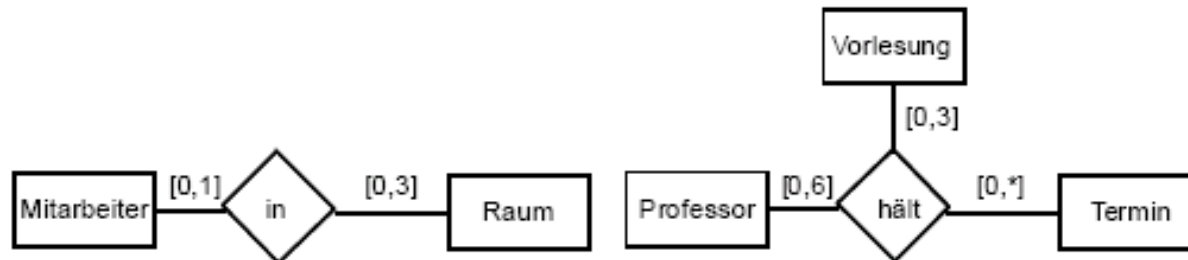 Vorlesung
[0,3]
Mitarbeiter [0,1] in [0,3] Raum
Professor [0,6] hält [0,*] Termin